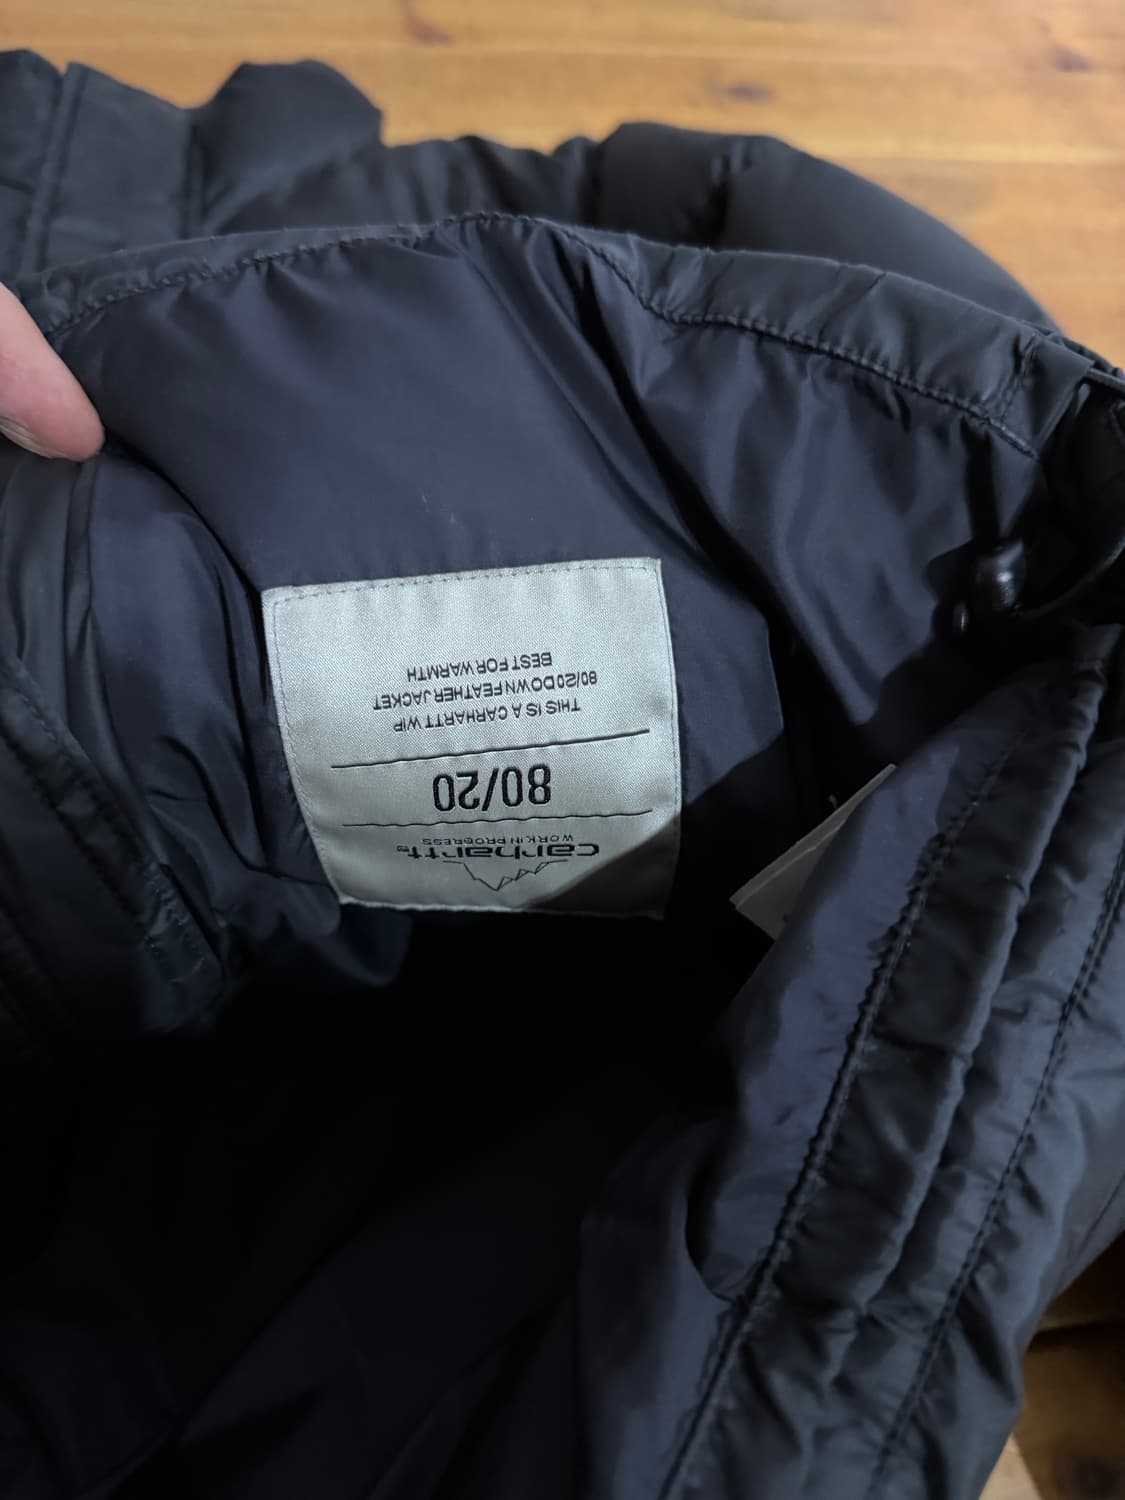 carhartt
WORK IN PROGRESS
80/20
THIS IS A CARHARTT WIP
80/20 DOWN FEATHER JACKET
BEST FOR WARMTH